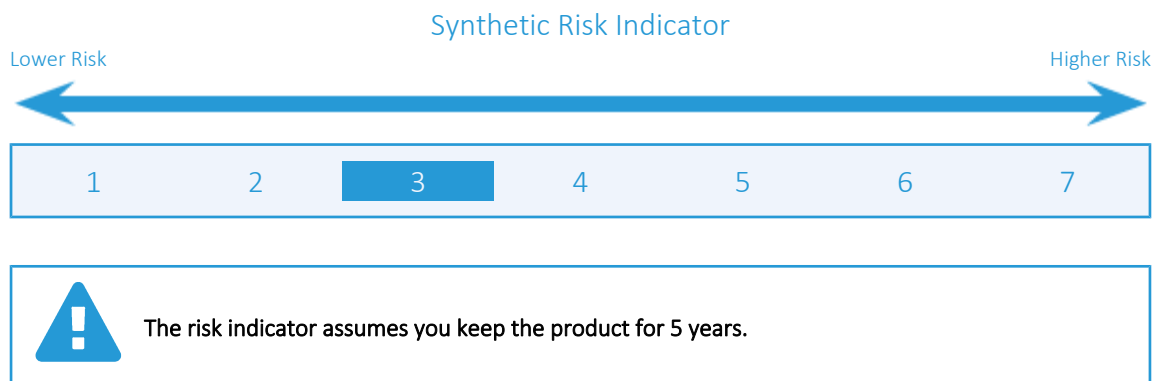 Synthetic Risk Indicator
Lower Risk Higher Risk
1 2 3 4 5 6 7
The risk indicator assumes you keep the product for 5 years.